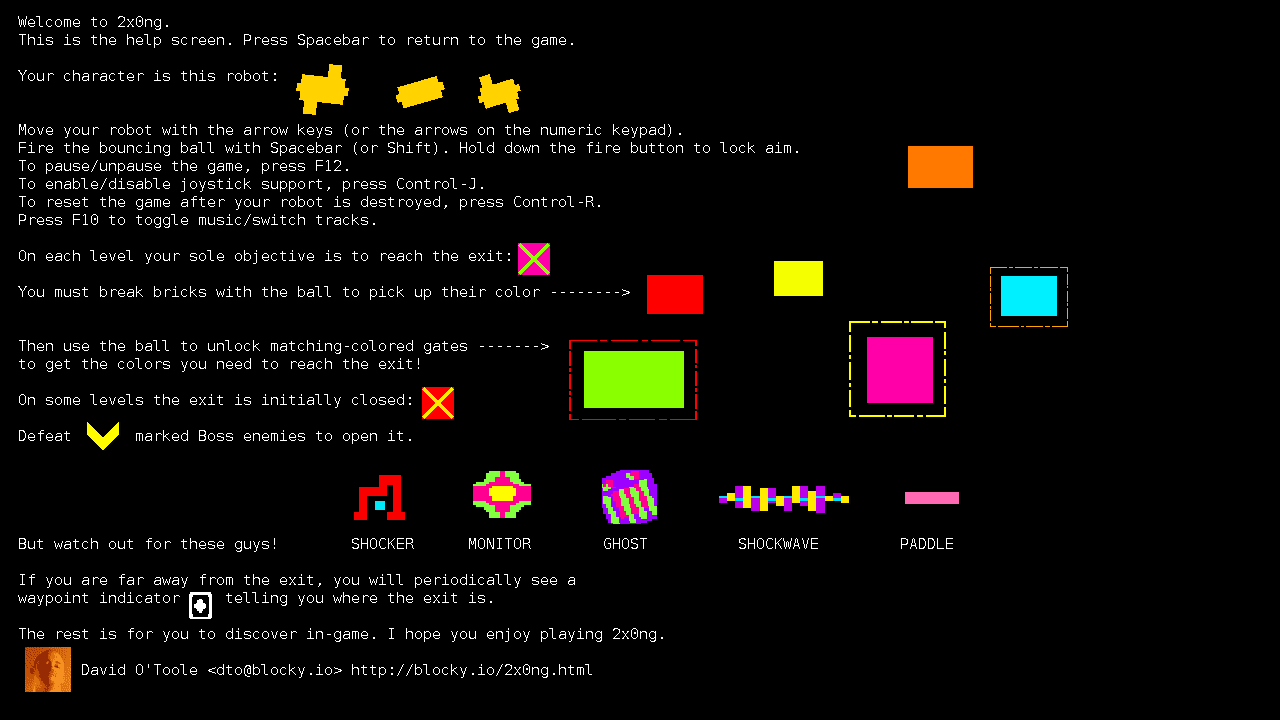 Welcome to 2x0ng.
This is the help screen. Press Spacebar to return to the game.
Your character is this robot:
Move your robot with the arrow keys (or the arrows on the numeric keypad).
Fire the bouncing ball with Spacebar (or Shift). Hold down the fire button to lock aim.
To pause/unpause the game, press F12.
To enable/disable joystick support, press Control-J.
To reset the game after your robot is destroyed, press Control-R.
Press F10 to toggle music/switch tracks.
On each level your sole objective is to reach the exit:
You must break bricks with the ball to pick up their color -------->
Then use the ball to unlock matching-colored gates ------->
to get the colors you need to reach the exit!
On some levels the exit is initially closed:
Defeat marked Boss enemies to open it.
But watch out for these guys! SHOCKER MONITOR GHOST SHOCKWAVE PADDLE
If you are far away from the exit, you will periodically see a
waypoint indicator telling you where the exit is.
The rest is for you to discover in-game. I hope you enjoy playing 2x0ng.
David O'Toole <dto@blocky.io> http://blocky.io/2x0ng.html